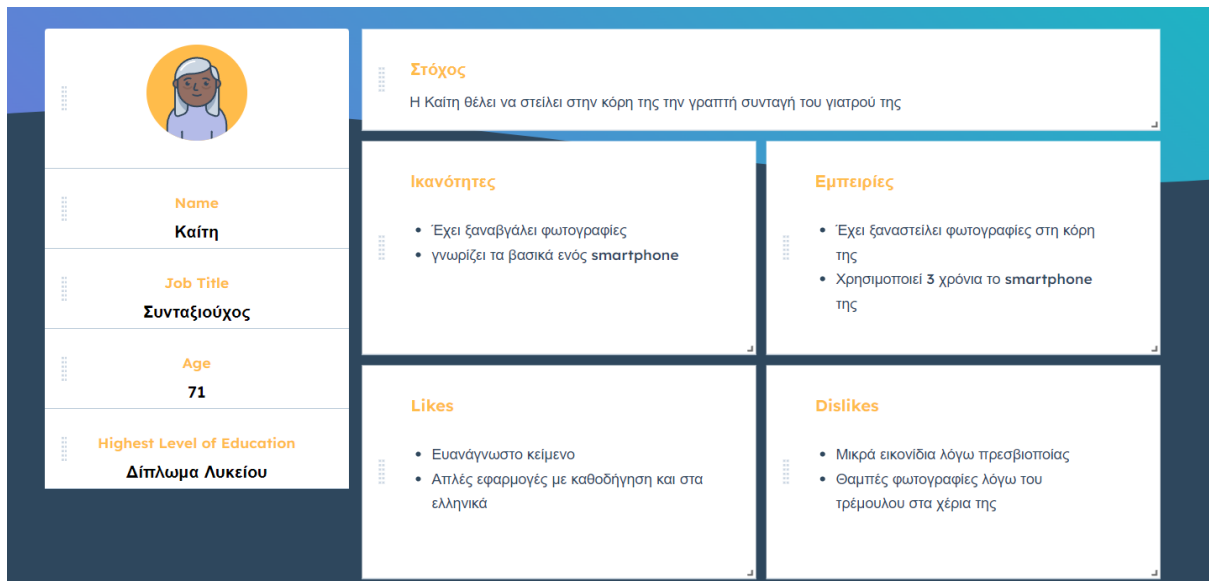 Name
Καίτη
Job Title
Συνταξιούχος
Age
71
Highest Level of Education
Δίπλωμα Λυκείου
Στόχος
Η Καίτη θέλει να στείλει στην κόρη της την γραπτή συνταγή του γιατρού της
Ικανότητες
• Έχει ξαναβγάλει φωτογραφίες
• γνωρίζει τα βασικά ενός smartphone
Εμπειρίες
• Έχει ξαναστείλει φωτογραφίες στη κόρη
της
• Χρησιμοποιεί 3 χρόνια το smartphone
της
Likes
• Ευανάγνωστο κείμενο
• Απλές εφαρμογές με καθοδήγηση και στα
ελληνικά
Dislikes
• Μικρά εικονίδια λόγω πρεσβιοποίας
• Θαμπές φωτογραφίες λόγω του
τρέμουλου στα χέρια της